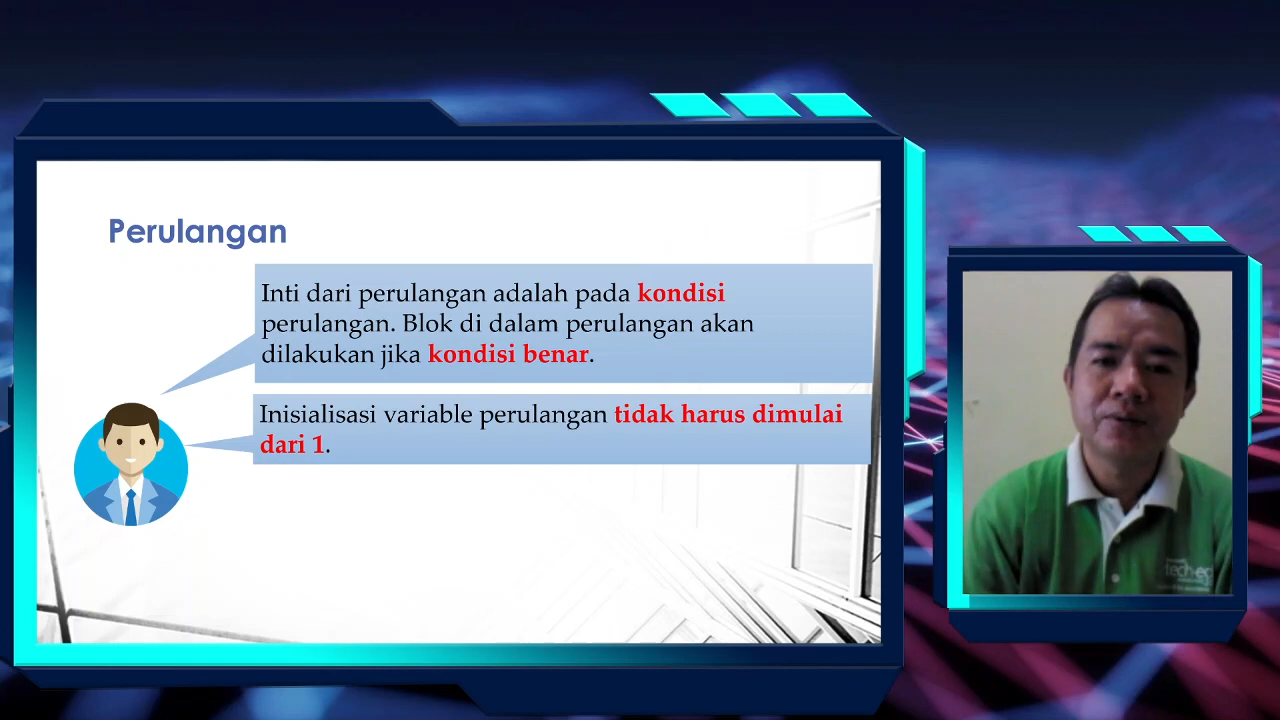 Perulangan
Inti dari perulangan adalah pada kondisi
perulangan. Blok di dalam perulangan akan
dilakukan jika kondisi benar.
Inisialisasi variable perulangan tidak harus dimulai
dari 1.